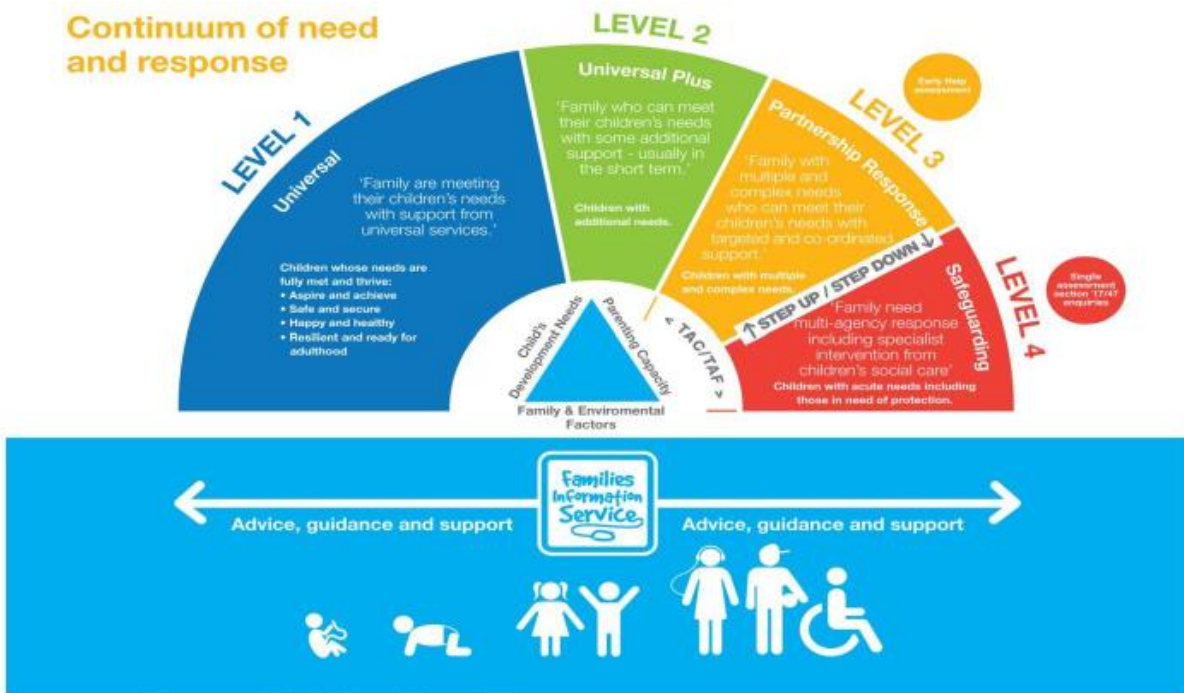 Continuum of need
and response
LEVEL 1
Universal
'Family are meeting
their children's needs
with support from
universal services.'
Children whose needs are
fully met and thrive:
• Aspire and achieve
• Safe and secure
• Happy and healthy
• Resilient and ready for
adulthood
LEVEL 2
Universal Plus
'Family who can meet
their children's needs
with some additional
support - usually in
the short term.'
Children with
additional needs.
LEVEL 3
Early Help
assessment
Partnership Response
'Family with
multiple and
complex needs
who can meet their
children's needs with
targeted and co-ordinated
support.'
Children with multiple
and complex needs.
↑ STEP UP / STEP DOWN ↓
LEVEL 4
Single
assessment
section '17/47
enquiries
Safeguarding
'Family need
multi-agency response
including specialist
intervention from
children's social care'
Children with acute needs including
those in need of protection.
Child's
Development Needs
Parenting Capacity
< TAC/TAF >
Family & Enviromental
Factors
Families
Information
Service
Advice, guidance and support
Advice, guidance and support